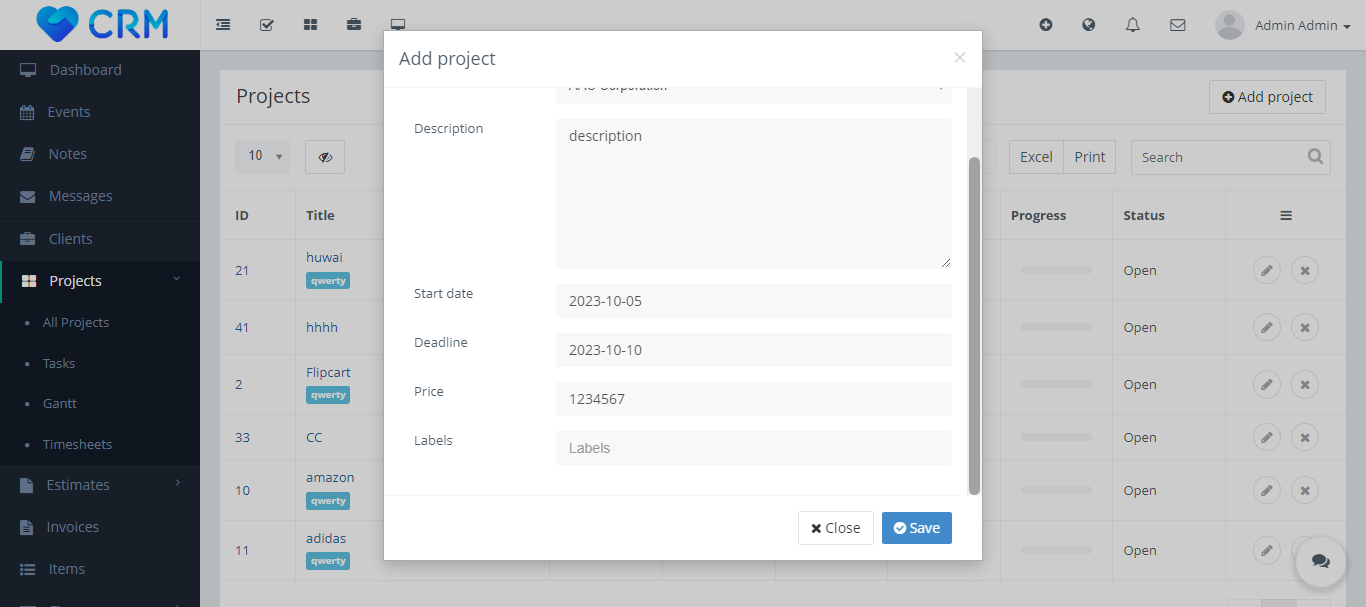 CRM
Admin Admin
Dashboard
Events
Notes
Messages
Clients
Projects
All Projects
Tasks
Gantt
Timesheets
Estimates
Invoices
Items
Projects
Add project
10
Excel
Print
Search
ID
Title
Progress
Status
21
huwai
qwerty
Open
41
hhhh
Open
2
Flipcart
qwerty
Open
33
CC
Open
10
amazon
qwerty
Open
11
adidas
qwerty
Open
Add project
×
Description
description
Start date
2023-10-05
Deadline
2023-10-10
Price
1234567
Labels
Labels
Close
Save